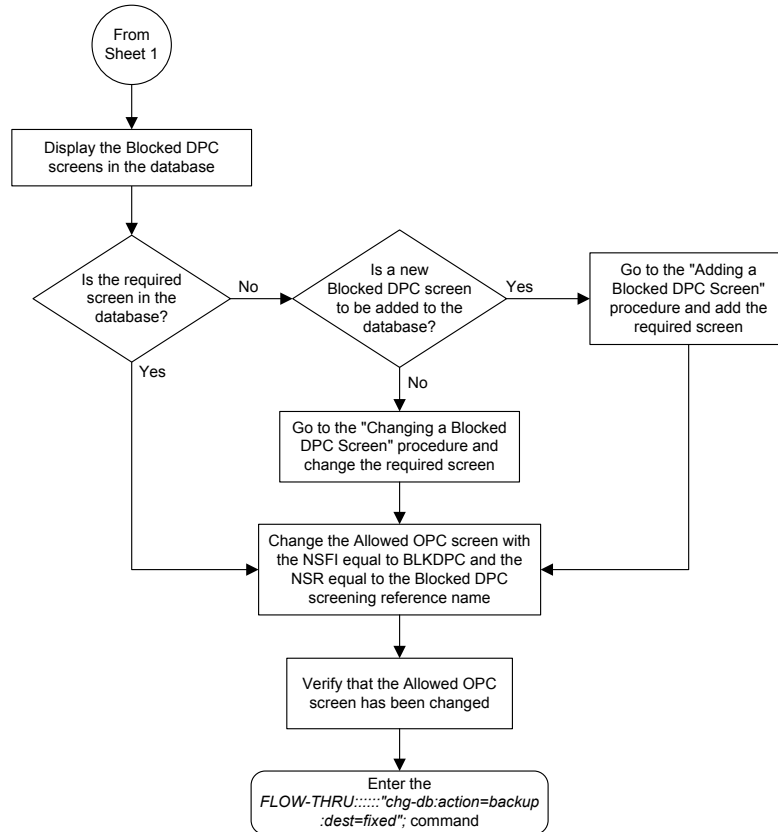 From
Sheet 1
Display the Blocked DPC
screens in the database
Is the required
screen in the
database?
No
Yes
Is a new
Blocked DPC screen
to be added to the
database?
Yes
No
Go to the "Adding a
Blocked DPC Screen"
procedure and add the
required screen
Go to the "Changing a Blocked
DPC Screen" procedure and
change the required screen
Change the Allowed OPC screen with
the NSFI equal to BLKDPC and the
NSR equal to the Blocked DPC
screening reference name
Verify that the Allowed OPC
screen has been changed
Enter the
FLOW-THRU::::::"chg-db:action=backup
:dest=fixed"; command